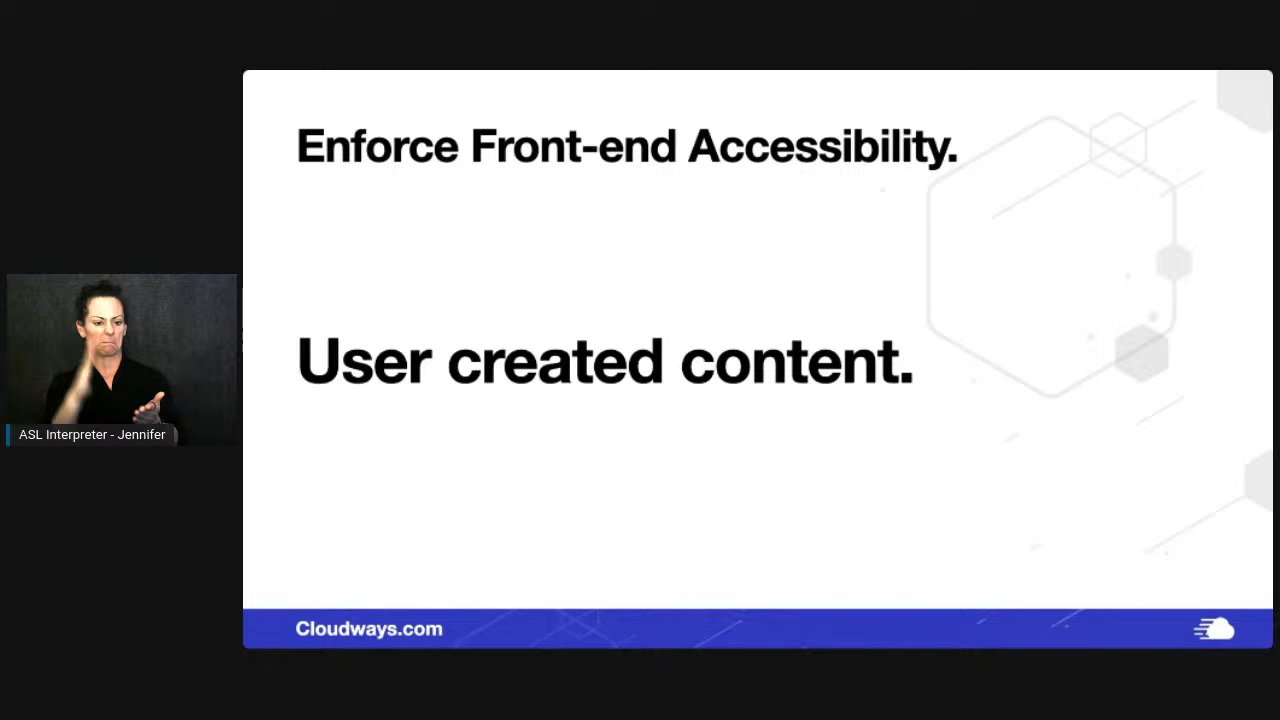 Enforce Front-end Accessibility.
User created content.
ASL Interpreter - Jennifer
Cloudways.com